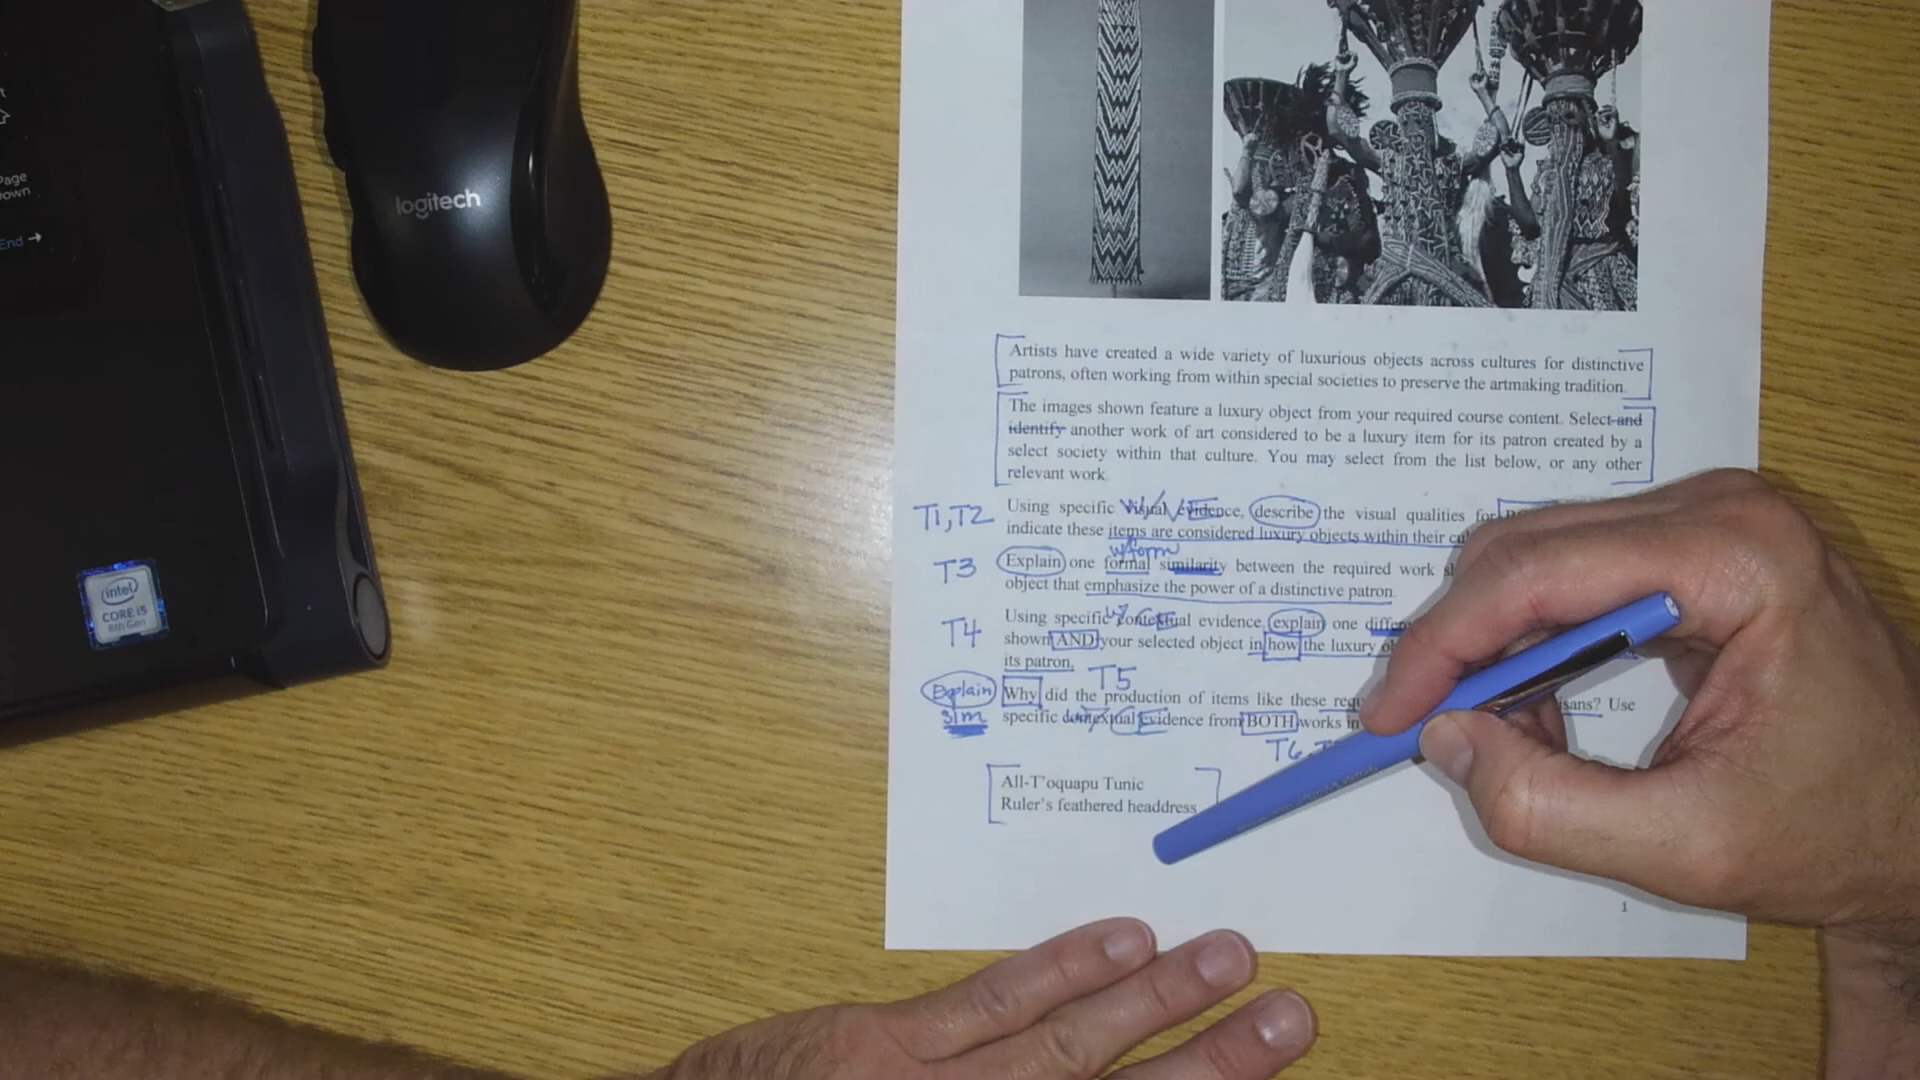 Page
End →
logitech
intel
CORE i5
8th Gen
Artists have created a wide variety of luxurious objects across cultures for distinctive
patrons, often working from within special societies to preserve the artmaking tradition.
The images shown feature a luxury object from your required course content. Select and
identify another work of art considered to be a luxury item for its patron created by a
select society within that culture. You may select from the list below, or any other
relevant work.
T1, T2 Using specific visual evidence, describe the visual qualities for
indicate these items are considered luxury objects within their
w/form
T3 Explain one formal similarity between the required work
object that emphasize the power of a distinctive patron.
T4 Using specific contextual evidence, explain one
shown AND your selected object in how the luxury
its patron. T5
Explain Why did the production of items like these Use
sim specific contextual evidence from BOTH works in
T6,
All-T'oquapu Tunic
Ruler's feathered headdress
1